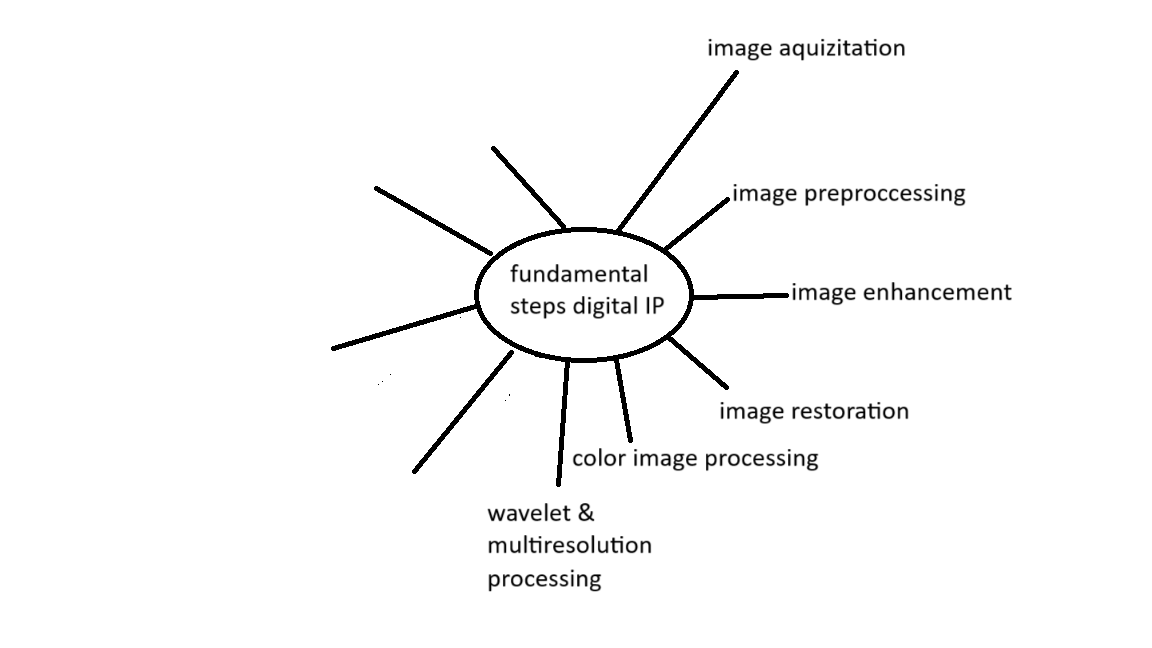 image aquizitation
image preproccessing
fundamental
steps digital IP
image enhancement
image restoration
color image processing
wavelet &
multiresolution
processing